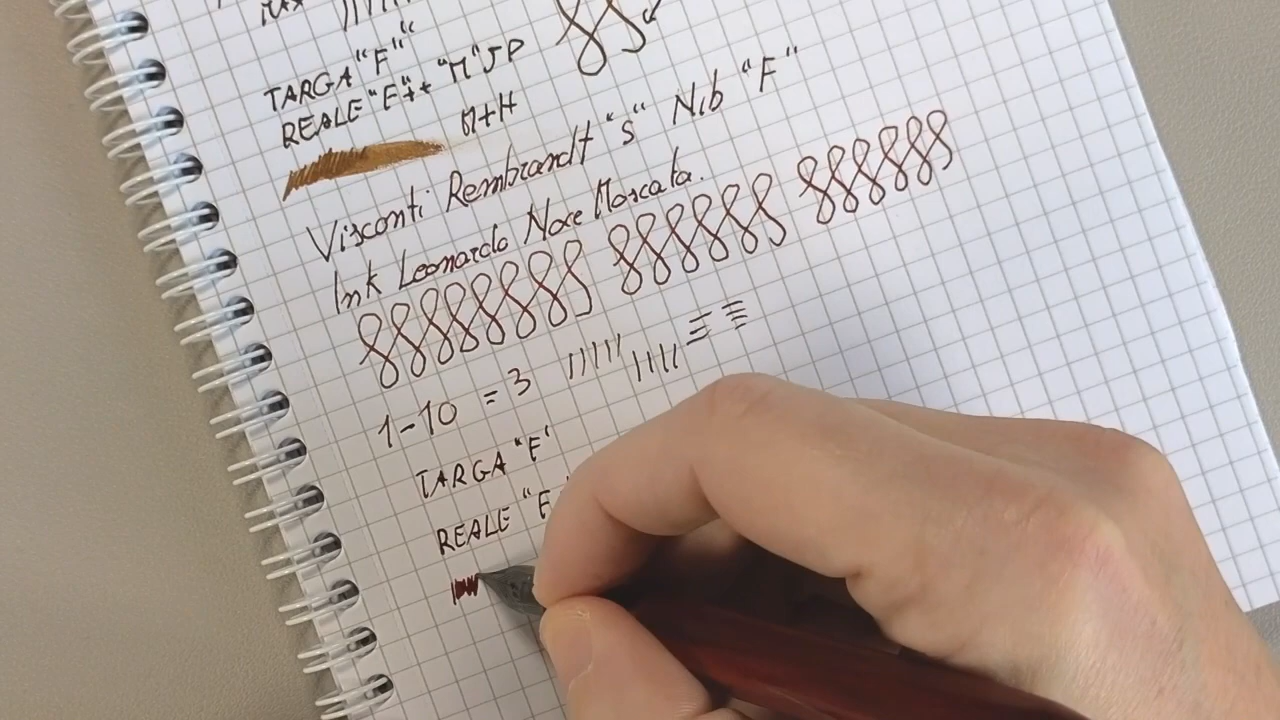 TARGA "F"
REALE "F++ "M" JP
M+H
Visconti Rembrandt "s" Nib "F"
Ink Leonardo Noce Moscata.
1-10 = 3
TARGA "F"
REALE "F